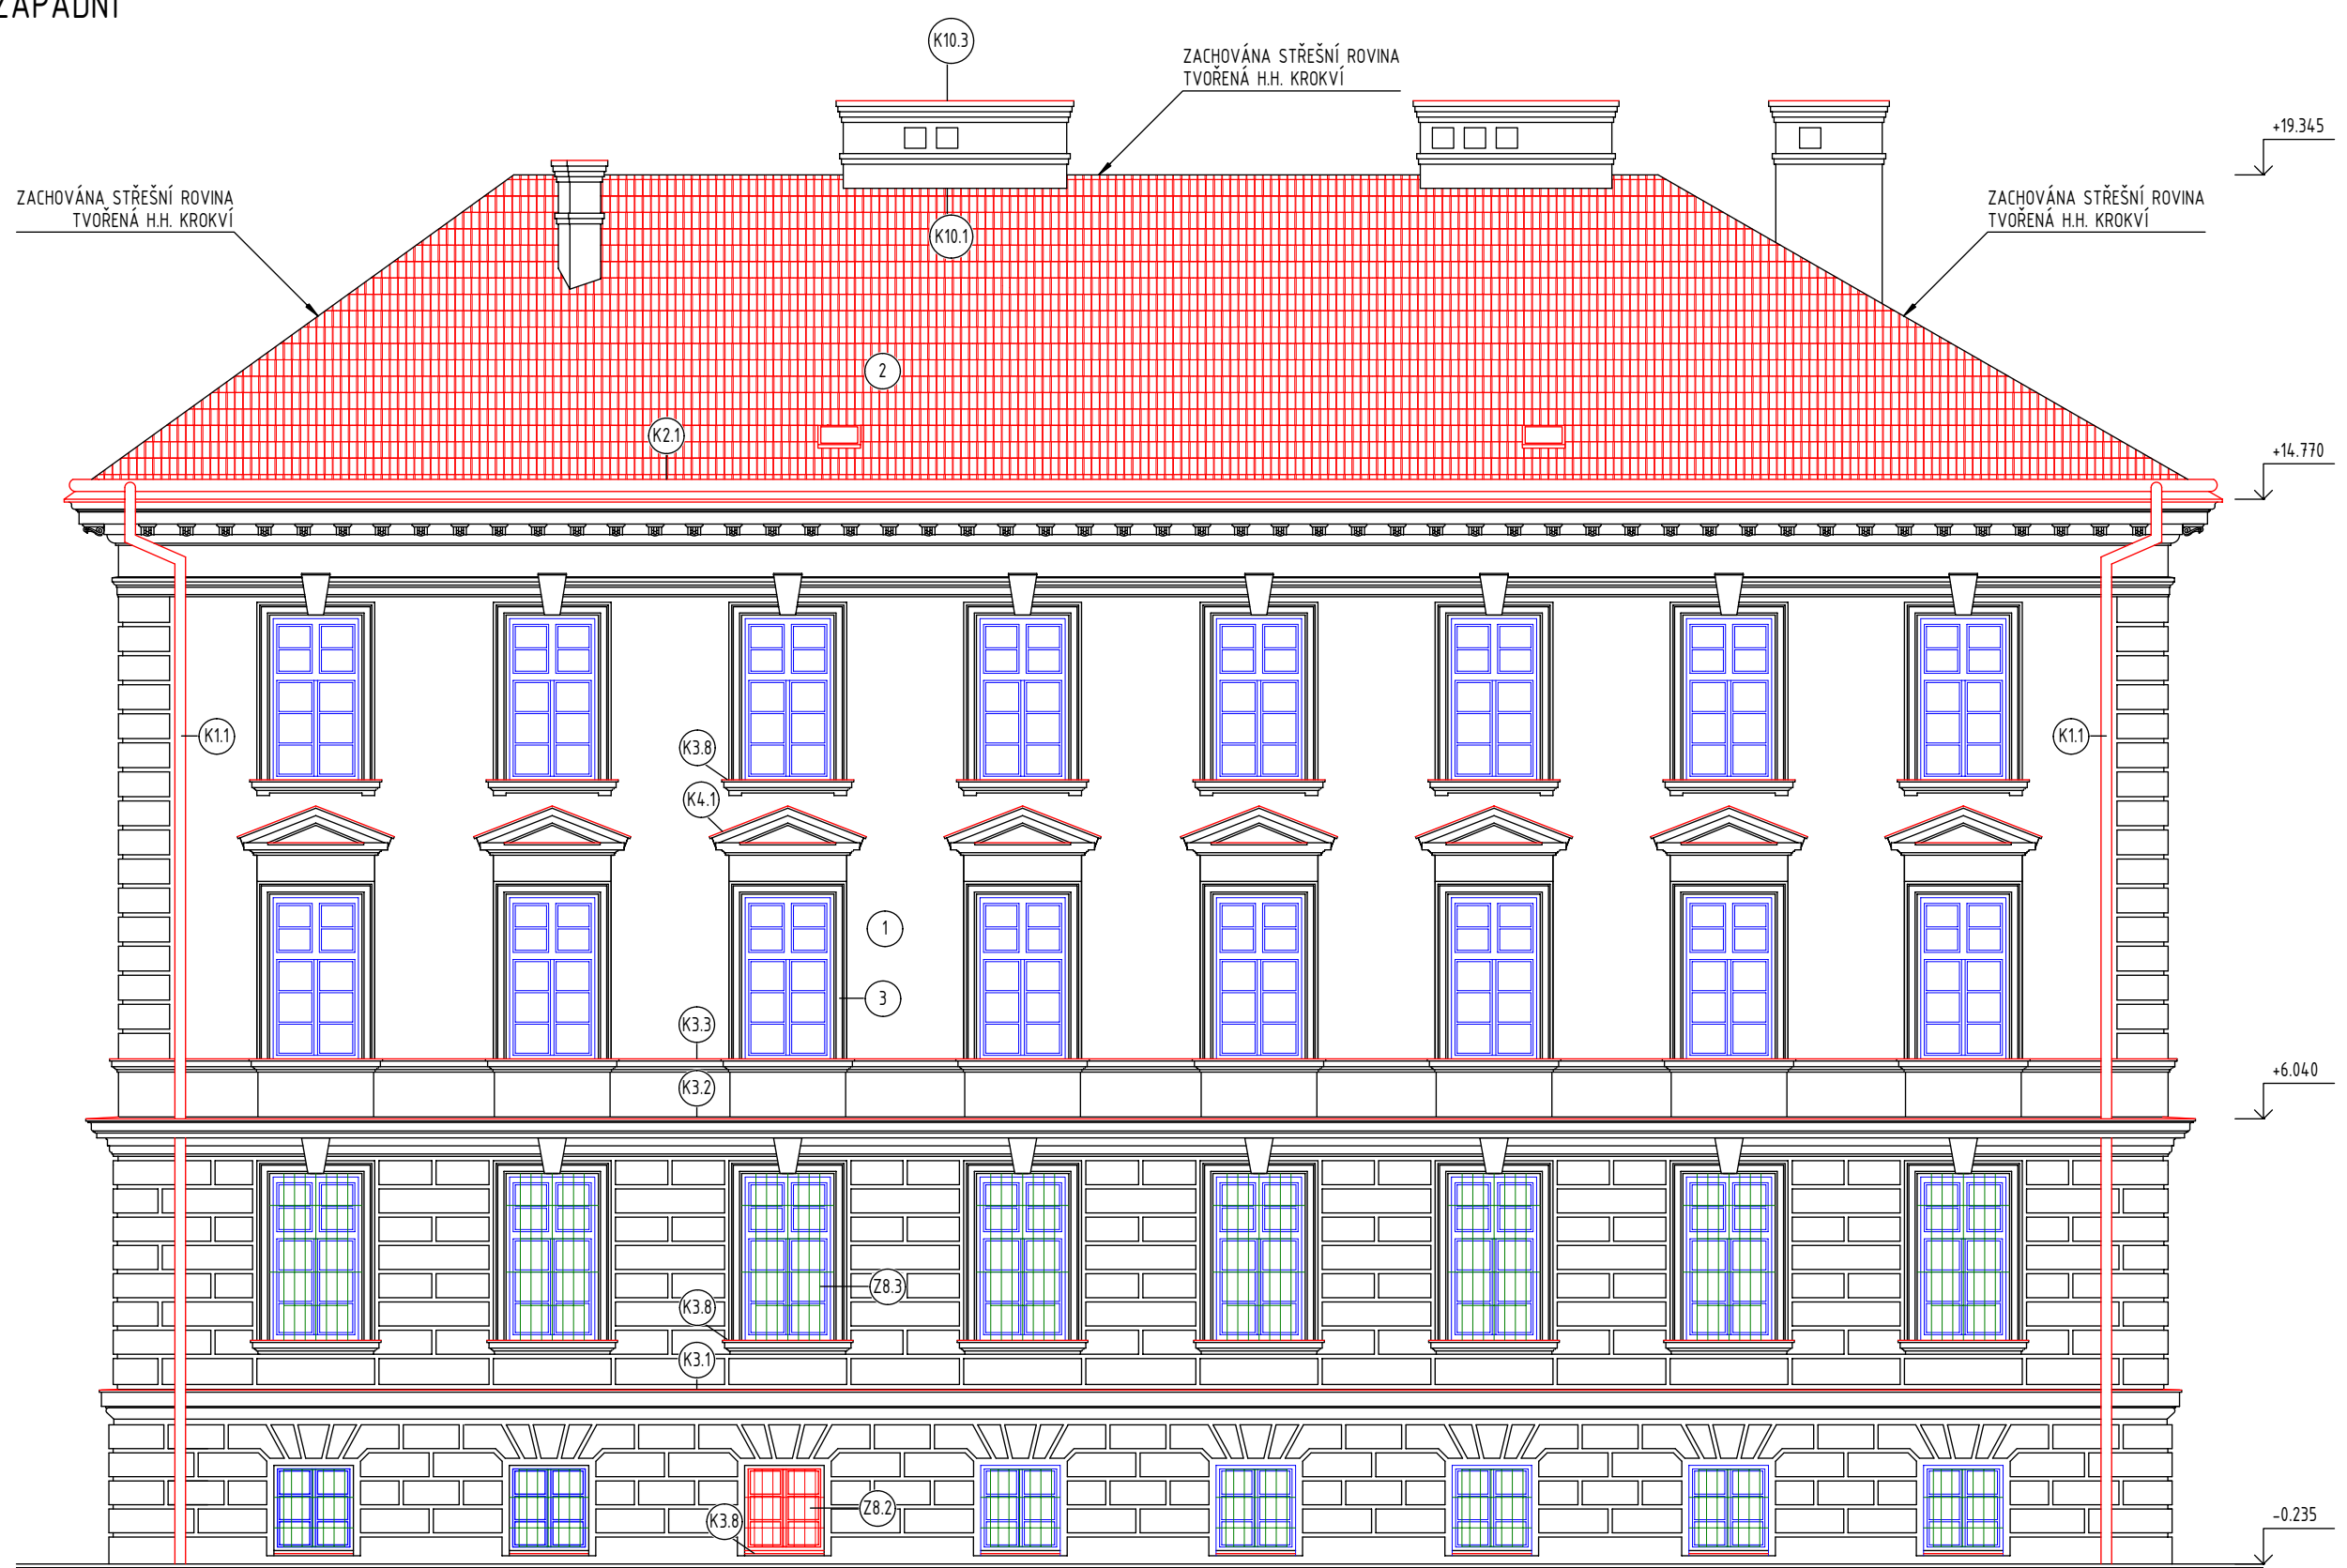 ZÁPADNÍ
K10.3
ZACHOVÁNA STŘEŠNÍ ROVINA
TVOŘENÁ H.H. KROKVÍ
+19.345
ZACHOVÁNA STŘEŠNÍ ROVINA
TVOŘENÁ H.H. KROKVÍ
ZACHOVÁNA STŘEŠNÍ ROVINA
TVOŘENÁ H.H. KROKVÍ
K10.1
2
K2.1
+14.770
K1.1
K3.8
K1.1
K4.1
1
3
K3.3
K3.2
+6.040
Z8.3
K3.8
K3.1
Z8.2
K3.8
-0.235